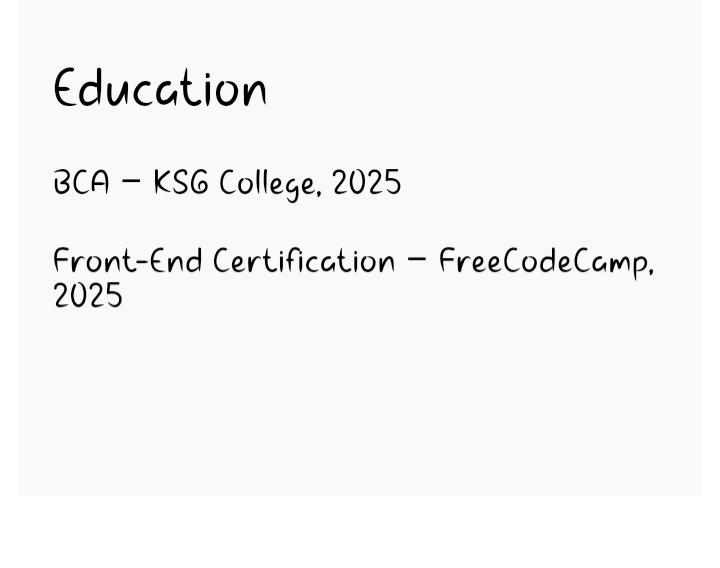 Education
BCA – KSG College, 2025
Front-End Certification – FreeCodeCamp,
2025